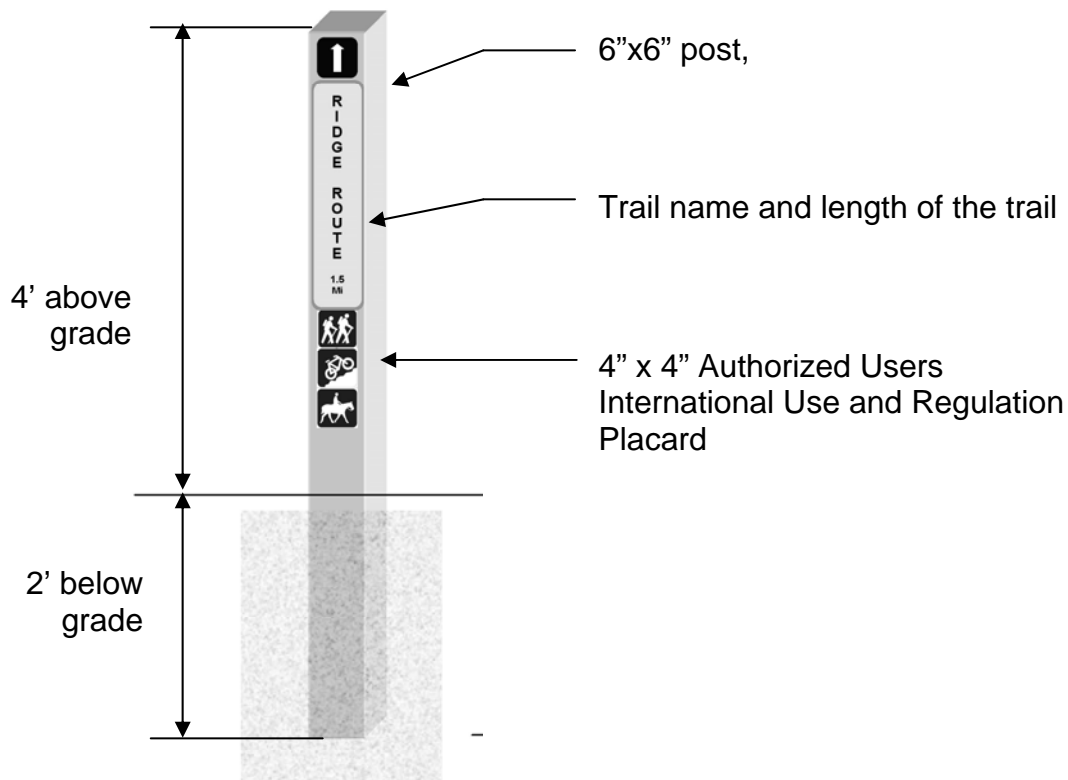 6”x6” post,
R
I
D
G
E
R
O
U
T
E
1.5
Mi
Trail name and length of the trail
4’ above
grade
4” x 4” Authorized Users
International Use and Regulation
Placard
2’ below
grade